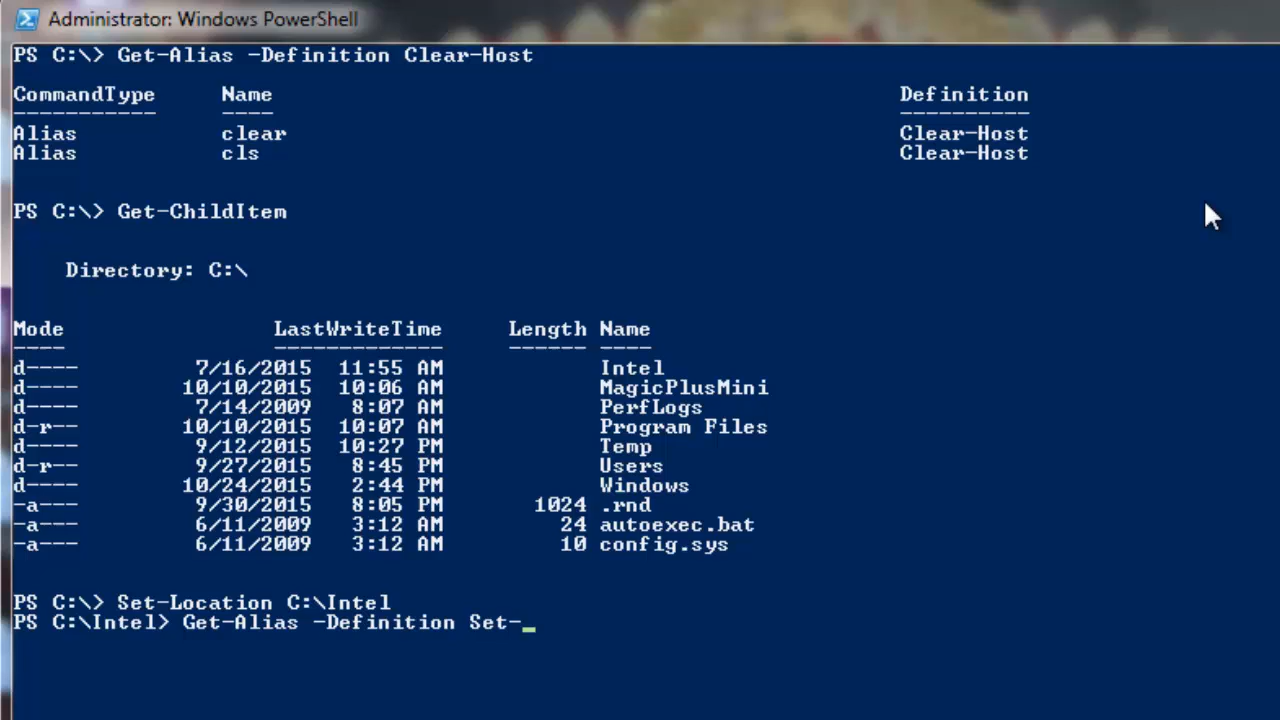 Administrator: Windows PowerShell
PS C:\> Get-Alias -Definition Clear-Host
CommandType Name Definition
----------- ---- ----------
Alias clear Clear-Host
Alias cls Clear-Host
PS C:\> Get-ChildItem
Directory: C:\
Mode LastWriteTime Length Name
---- ------------- ------ ----
d---- 7/16/2015 11:55 AM Intel
d---- 10/10/2015 10:06 AM MagicPlusMini
d---- 7/14/2009 8:07 AM PerfLogs
d-r-- 10/10/2015 10:07 AM Program Files
d---- 9/12/2015 10:27 PM Temp
d-r-- 9/27/2015 8:45 PM Users
d---- 10/24/2015 2:44 PM Windows
-a--- 9/30/2015 8:05 PM 1024 .rnd
-a--- 6/11/2009 3:12 AM 24 autoexec.bat
-a--- 6/11/2009 3:12 AM 10 config.sys
PS C:\> Set-Location C:\Intel
PS C:\Intel> Get-Alias -Definition Set-_